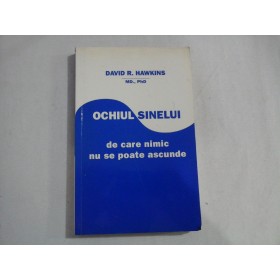 DAVID R. HAWKINS
MD., PhD
OCHIUL SINELUI
de care nimic
nu se poate ascunde